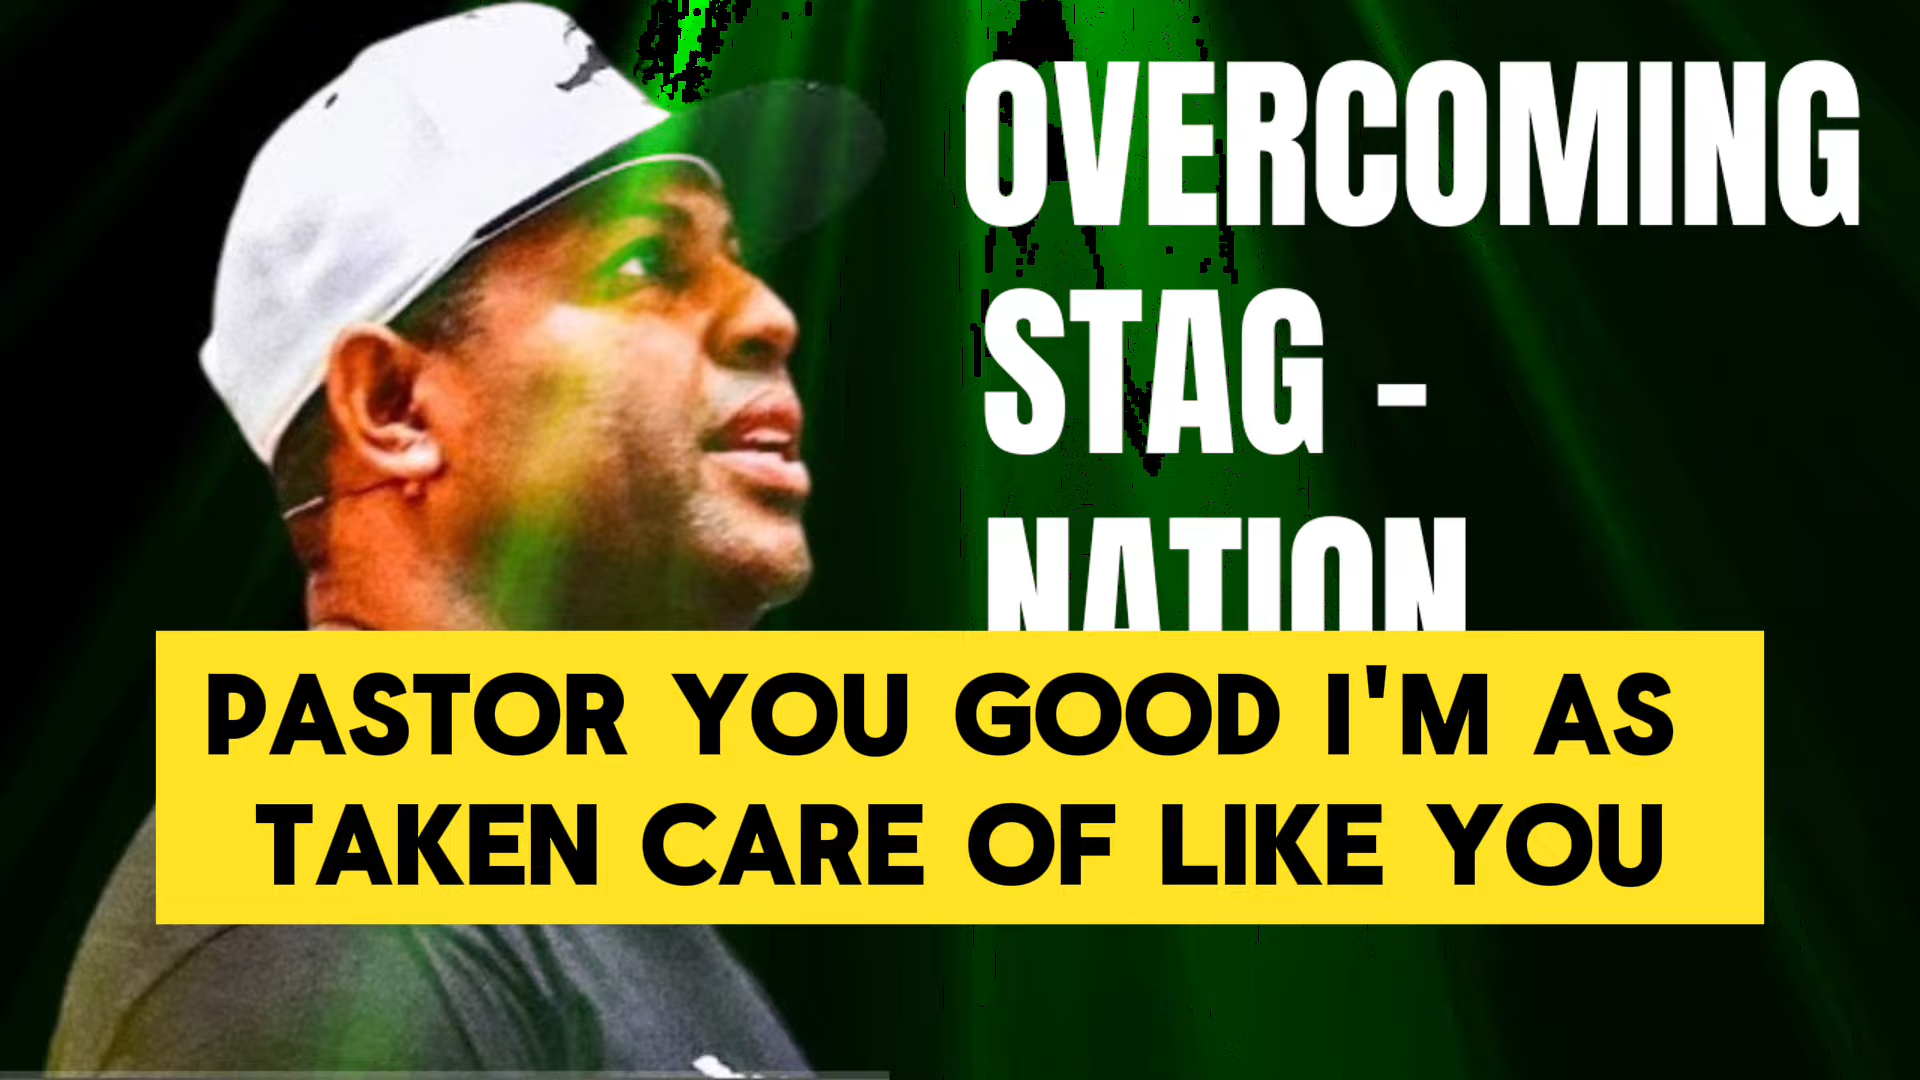 OVERCOMING
STAG -
NATION
PASTOR YOU GOOD I'M AS
TAKEN CARE OF LIKE YOU